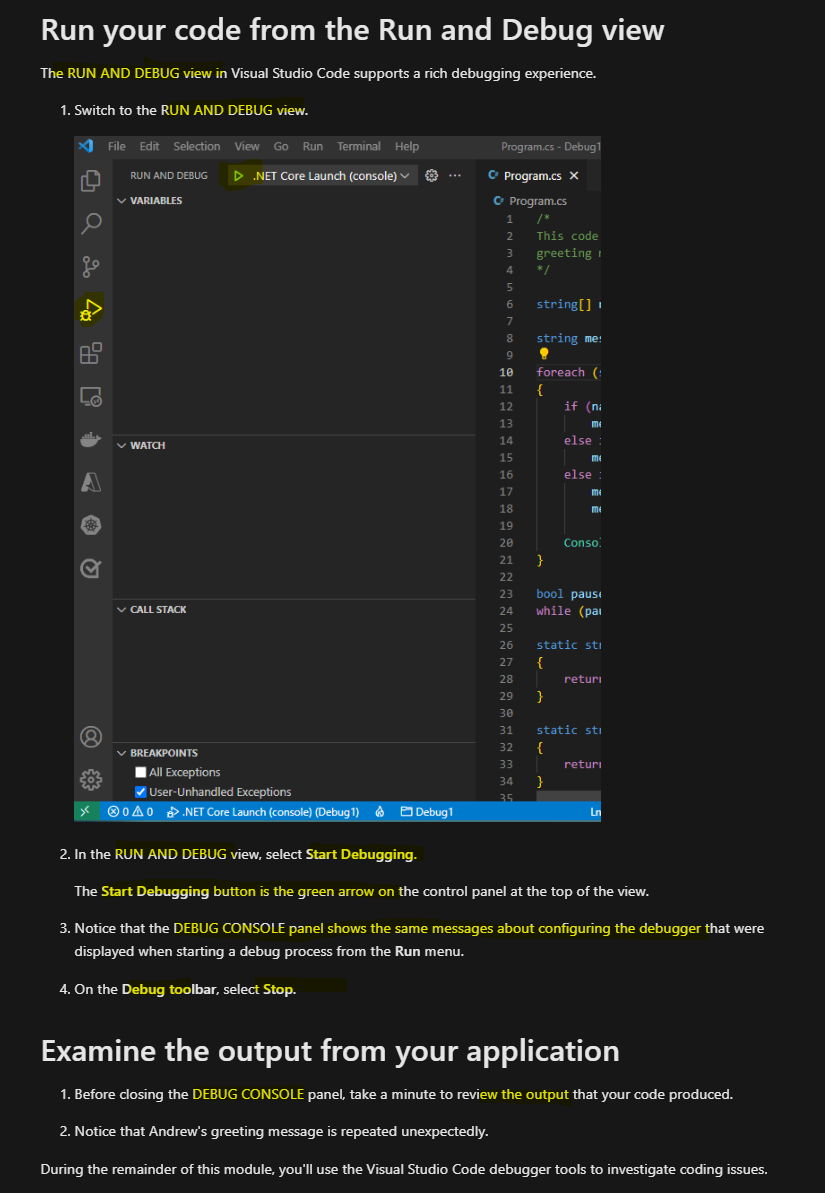 Run your code from the Run and Debug view
The RUN AND DEBUG view in Visual Studio Code supports a rich debugging experience.
1. Switch to the RUN AND DEBUG view.
File Edit Selection View Go Run Terminal Help Program.cs - Debug1
RUN AND DEBUG .NET Core Launch (console) Program.cs
VARIABLES
Program.cs
1 /*
2 This code
3 greeting
4 */
5
6 string[]
7
8 string mes
9
10 foreach (
11 {
12 if (na
13 me
14 else
15 me
16 else
17 me
18 me
19
20 Conso
21 }
22
23 bool pause
24 while (pau
25
26 static str
27 {
28 return
29 }
30
31 static str
32 {
33 return
34 }
35
WATCH
CALL STACK
BREAKPOINTS
All Exceptions
User-Unhandled Exceptions
0 0 .NET Core Launch (console) (Debug1) Debug1 Ln
2. In the RUN AND DEBUG view, select Start Debugging.
The Start Debugging button is the green arrow on the control panel at the top of the view.
3. Notice that the DEBUG CONSOLE panel shows the same messages about configuring the debugger that were
displayed when starting a debug process from the Run menu.
4. On the Debug toolbar, select Stop.
Examine the output from your application
1. Before closing the DEBUG CONSOLE panel, take a minute to review the output that your code produced.
2. Notice that Andrew's greeting message is repeated unexpectedly.
During the remainder of this module, you'll use the Visual Studio Code debugger tools to investigate coding issues.